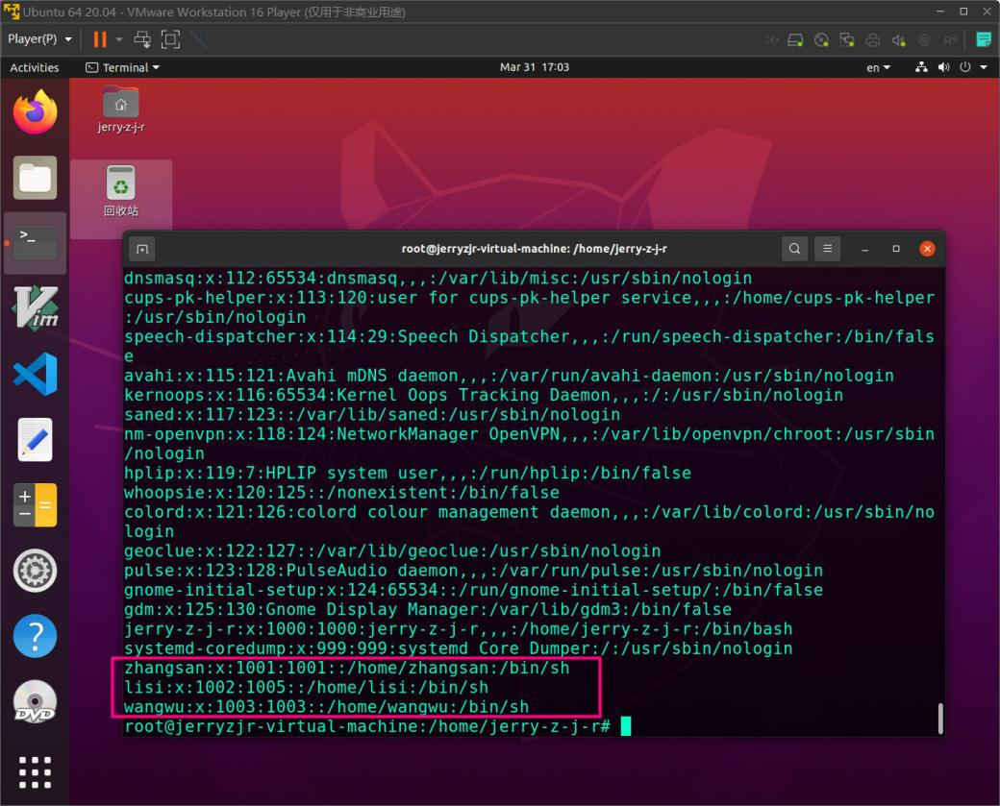 Ubuntu 64 20.04 - VMware Workstation 16 Player (仅用于非商业用途)
Player(P)
Activities
Terminal
Mar 31 17:03
en
jerry-z-j-r
回收站
root@jerryzjr-virtual-machine: /home/jerry-z-j-r
dnsmasq:x:112:65534:dnsmasq,,,:/var/lib/misc:/usr/sbin/nologin
cups-pk-helper:x:113:120:user for cups-pk-helper service,,,:/home/cups-pk-helper
:/usr/sbin/nologin
speech-dispatcher:x:114:29:Speech Dispatcher,,,:/run/speech-dispatcher:/bin/fals
e
avahi:x:115:121:Avahi mDNS daemon,,,:/var/run/avahi-daemon:/usr/sbin/nologin
kernoops:x:116:65534:Kernel Oops Tracking Daemon,,,:/:/usr/sbin/nologin
saned:x:117:123::/var/lib/saned:/usr/sbin/nologin
nm-openvpn:x:118:124:NetworkManager OpenVPN,,,:/var/lib/openvpn/chroot:/usr/sbin
/nologin
hplip:x:119:7:HPLIP system user,,,:/run/hplip:/bin/false
whoopsie:x:120:125::/nonexistent:/bin/false
colord:x:121:126:colord colour management daemon,,,:/var/lib/colord:/usr/sbin/no
login
geoclue:x:122:127::/var/lib/geoclue:/usr/sbin/nologin
pulse:x:123:128:PulseAudio daemon,,,:/var/run/pulse:/usr/sbin/nologin
gnome-initial-setup:x:124:65534::/run/gnome-initial-setup/:/bin/false
gdm:x:125:130:Gnome Display Manager:/var/lib/gdm3:/bin/false
jerry-z-j-r:x:1000:1000:jerry-z-j-r,,,:/home/jerry-z-j-r:/bin/bash
systemd-coredump:x:999:999:systemd Core Dumper:/:/usr/sbin/nologin
zhangsan:x:1001:1001::/home/zhangsan:/bin/sh
lisi:x:1002:1005::/home/lisi:/bin/sh
wangwu:x:1003:1003::/home/wangwu:/bin/sh
root@jerryzjr-virtual-machine:/home/jerry-z-j-r#
Vim
DVD